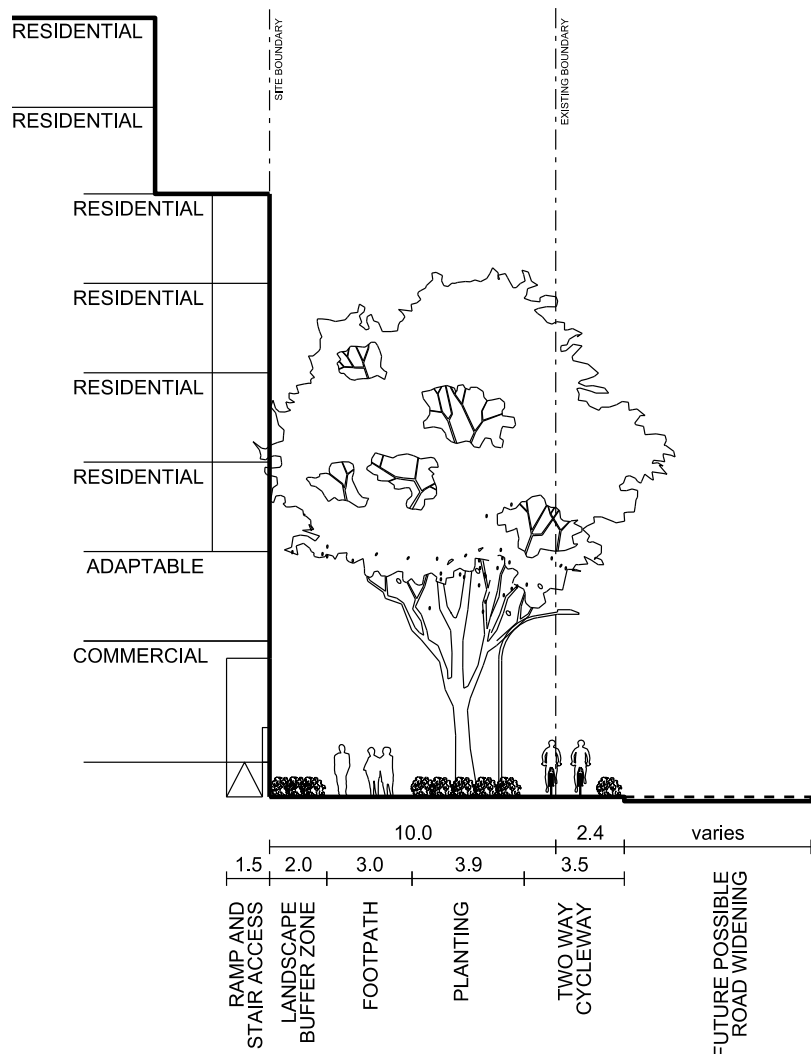 RESIDENTIAL
RESIDENTIAL
SITE BOUNDARY
EXISTING BOUNDARY
RESIDENTIAL
RESIDENTIAL
RESIDENTIAL
RESIDENTIAL
ADAPTABLE
COMMERCIAL
10.0
2.4
varies
1.5
2.0
3.0
3.9
3.5
RAMP AND
STAIR ACCESS
LANDSCAPE
BUFFER ZONE
FOOTPATH
PLANTING
TWO WAY
CYCLEWAY
FUTURE POSSIBLE
ROAD WIDENING